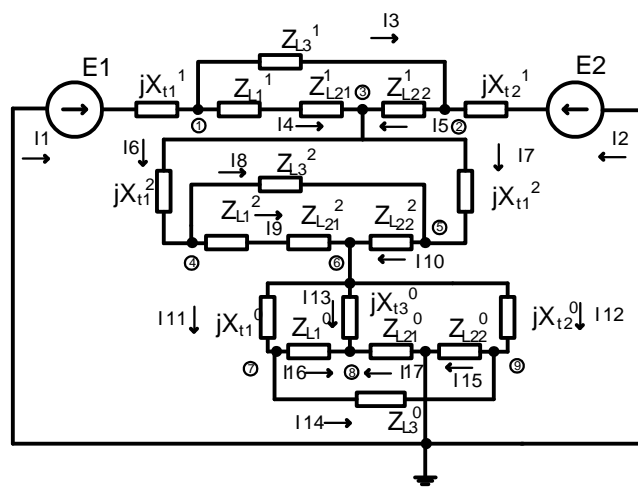 I3
Z_L3^1
E1
jX_t1^1
Z_L1^1
Z_L21^1
③
Z_L22^1
jX_t2^1
E2
I1
①
I4
I5
②
I2
I6
I8
Z_L3^2
I7
jX_t1^2
Z_L1^2
I9
Z_L21^2
Z_L22^2
⑤
jX_t1^2
④
⑥
I10
I11
jX_t1^0
I13
jX_t3^0
Z_L1^0
Z_L21^0
Z_L22^0
jX_t2^0
I12
⑦
I16
⑧
I17
I15
⑨
I14
Z_L3^0